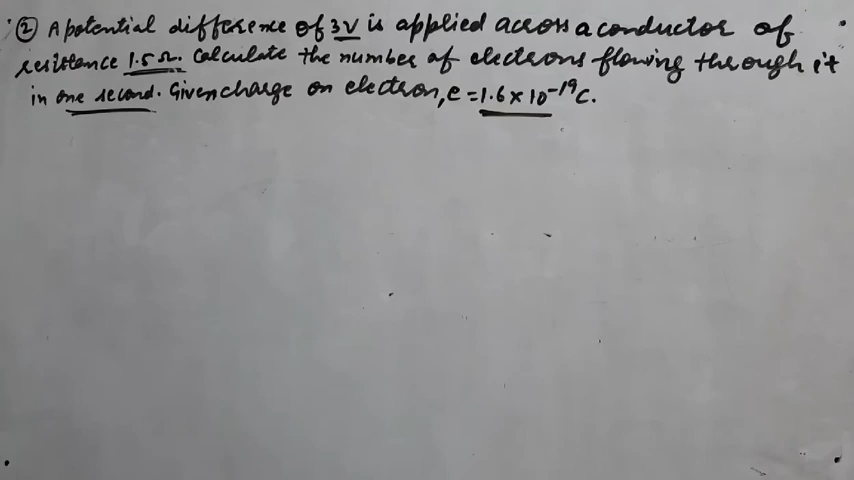 ② A potential difference of 3V is applied across a conductor of
resistance 1.5Ω. Calculate the number of electrons flowing through it
in one second. Given charge on electron, e = 1.6 × 10⁻¹⁹C.